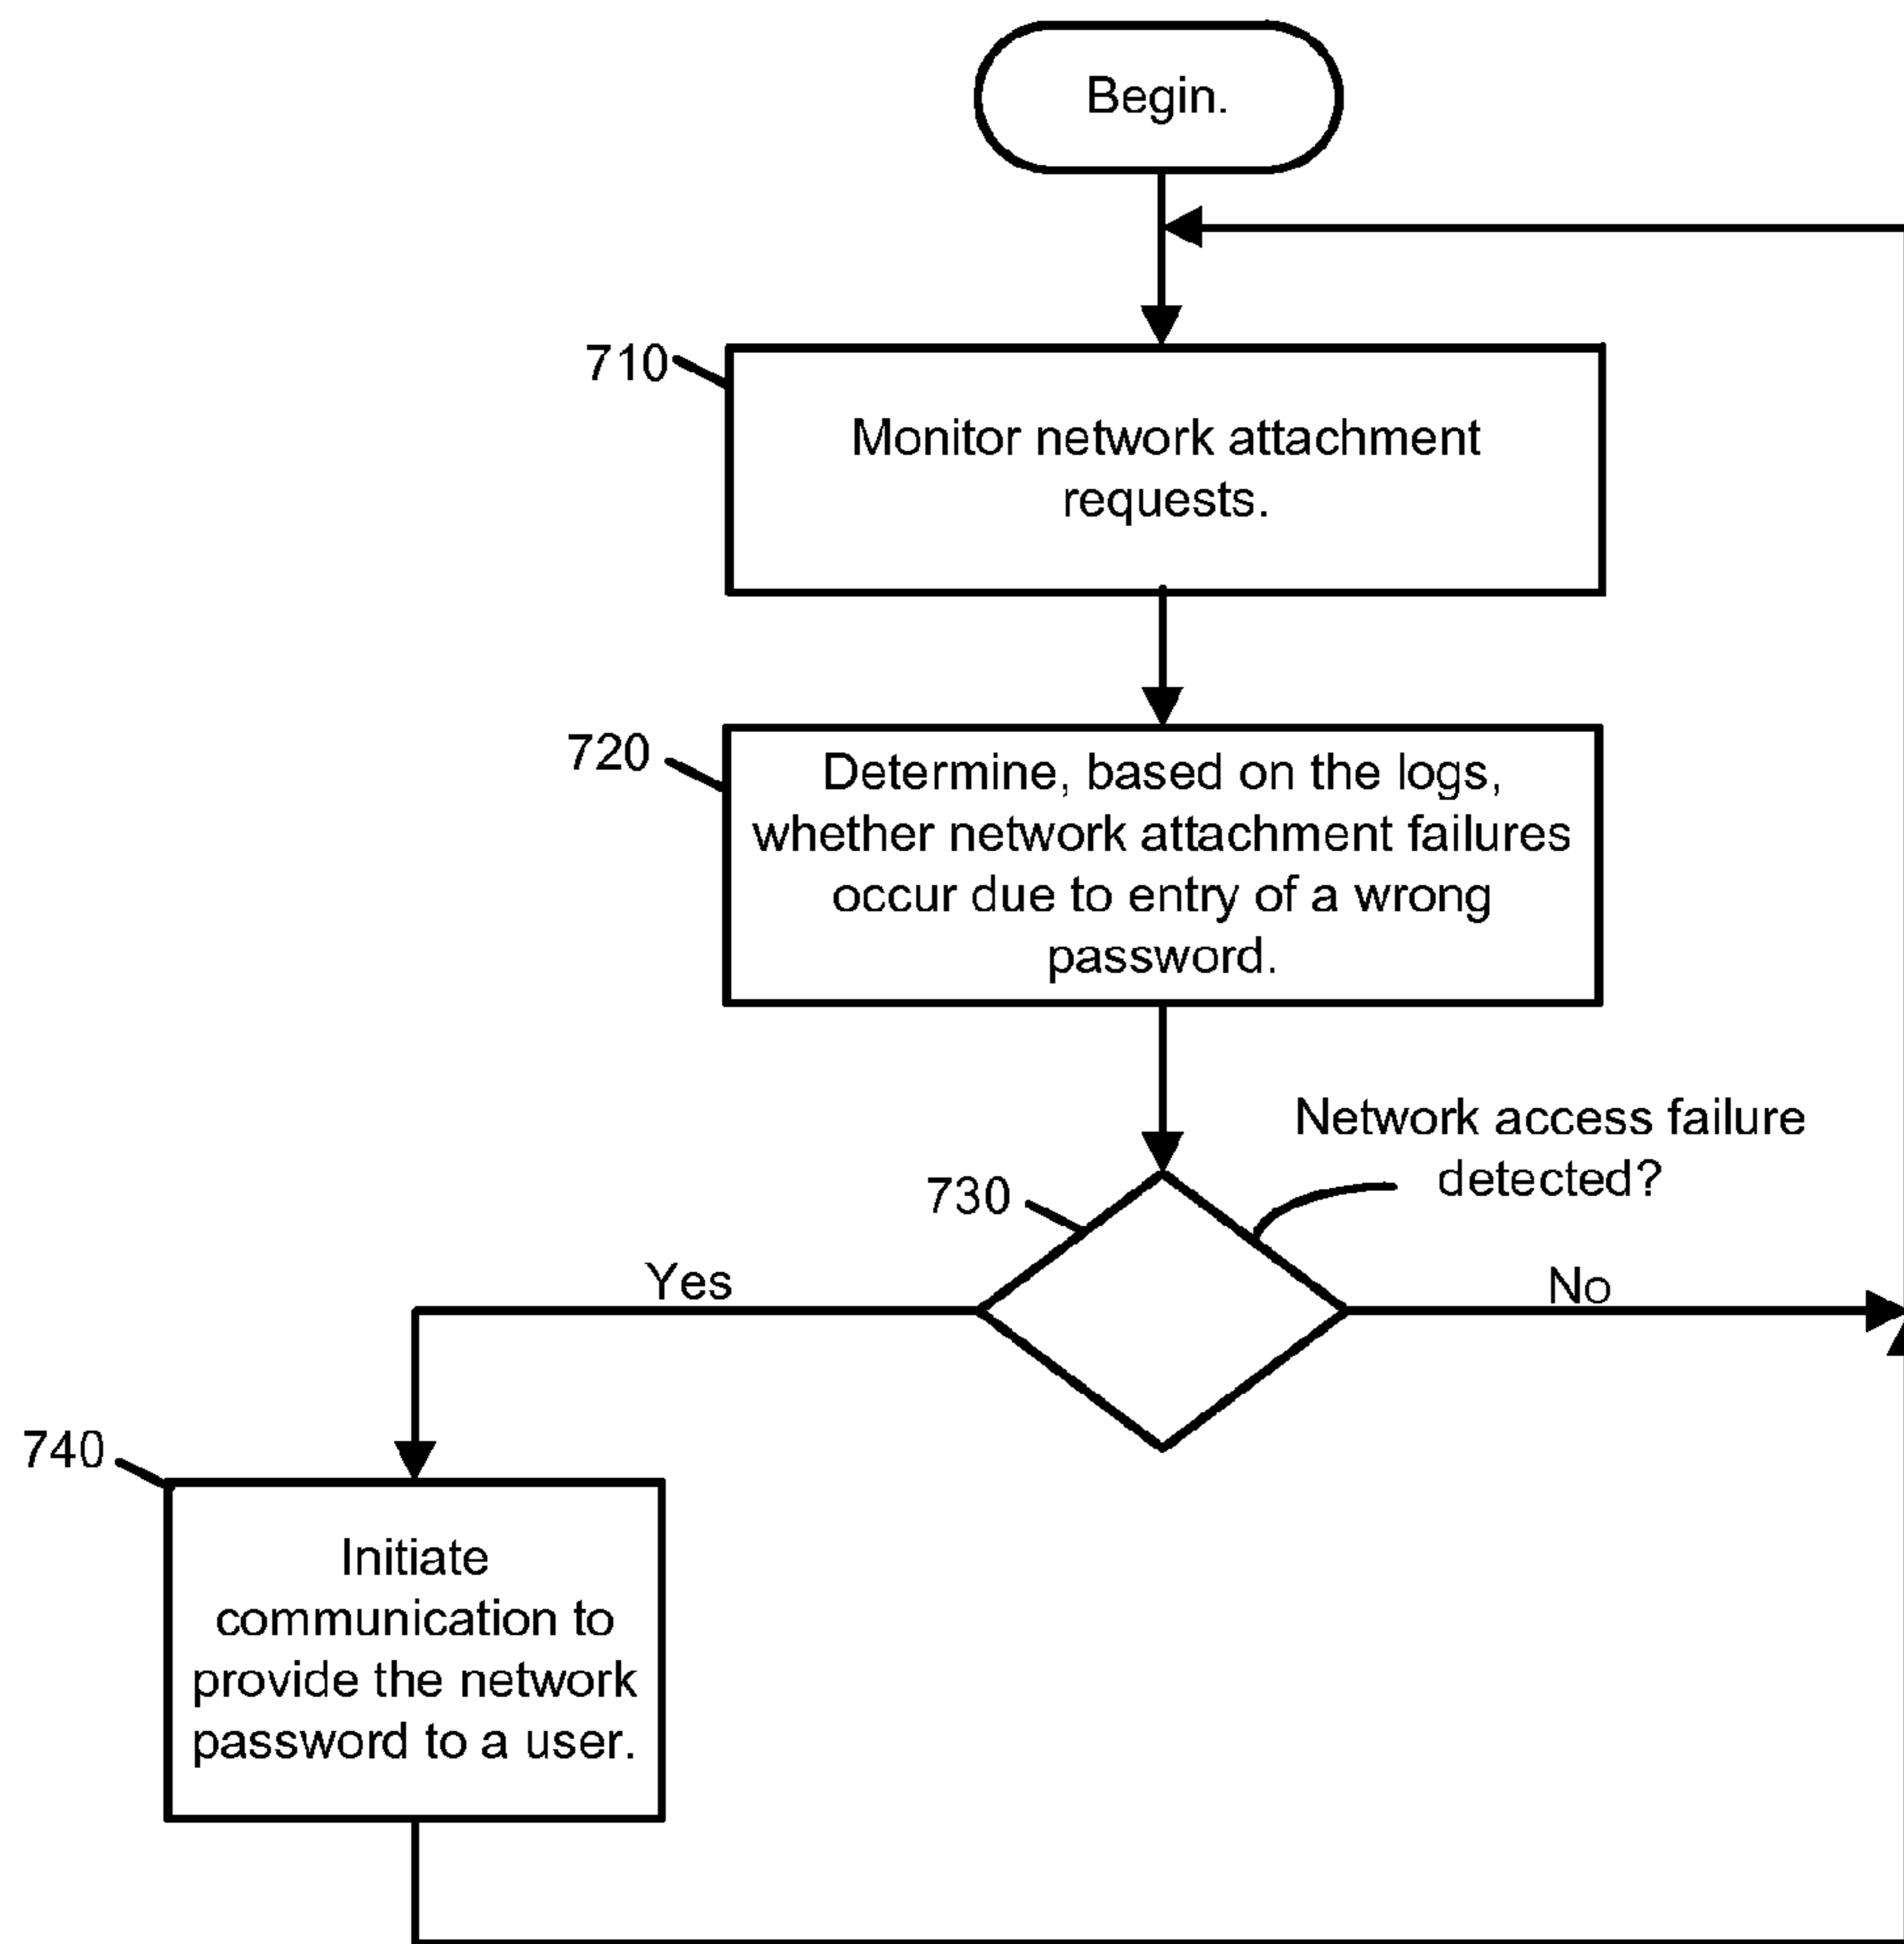 Begin.
710
Monitor network attachment
requests.
720
Determine, based on the logs,
whether network attachment failures
occur due to entry of a wrong
password.
Network access failure
detected?
730
Yes
No
740
Initiate
communication to
provide the network
password to a user.